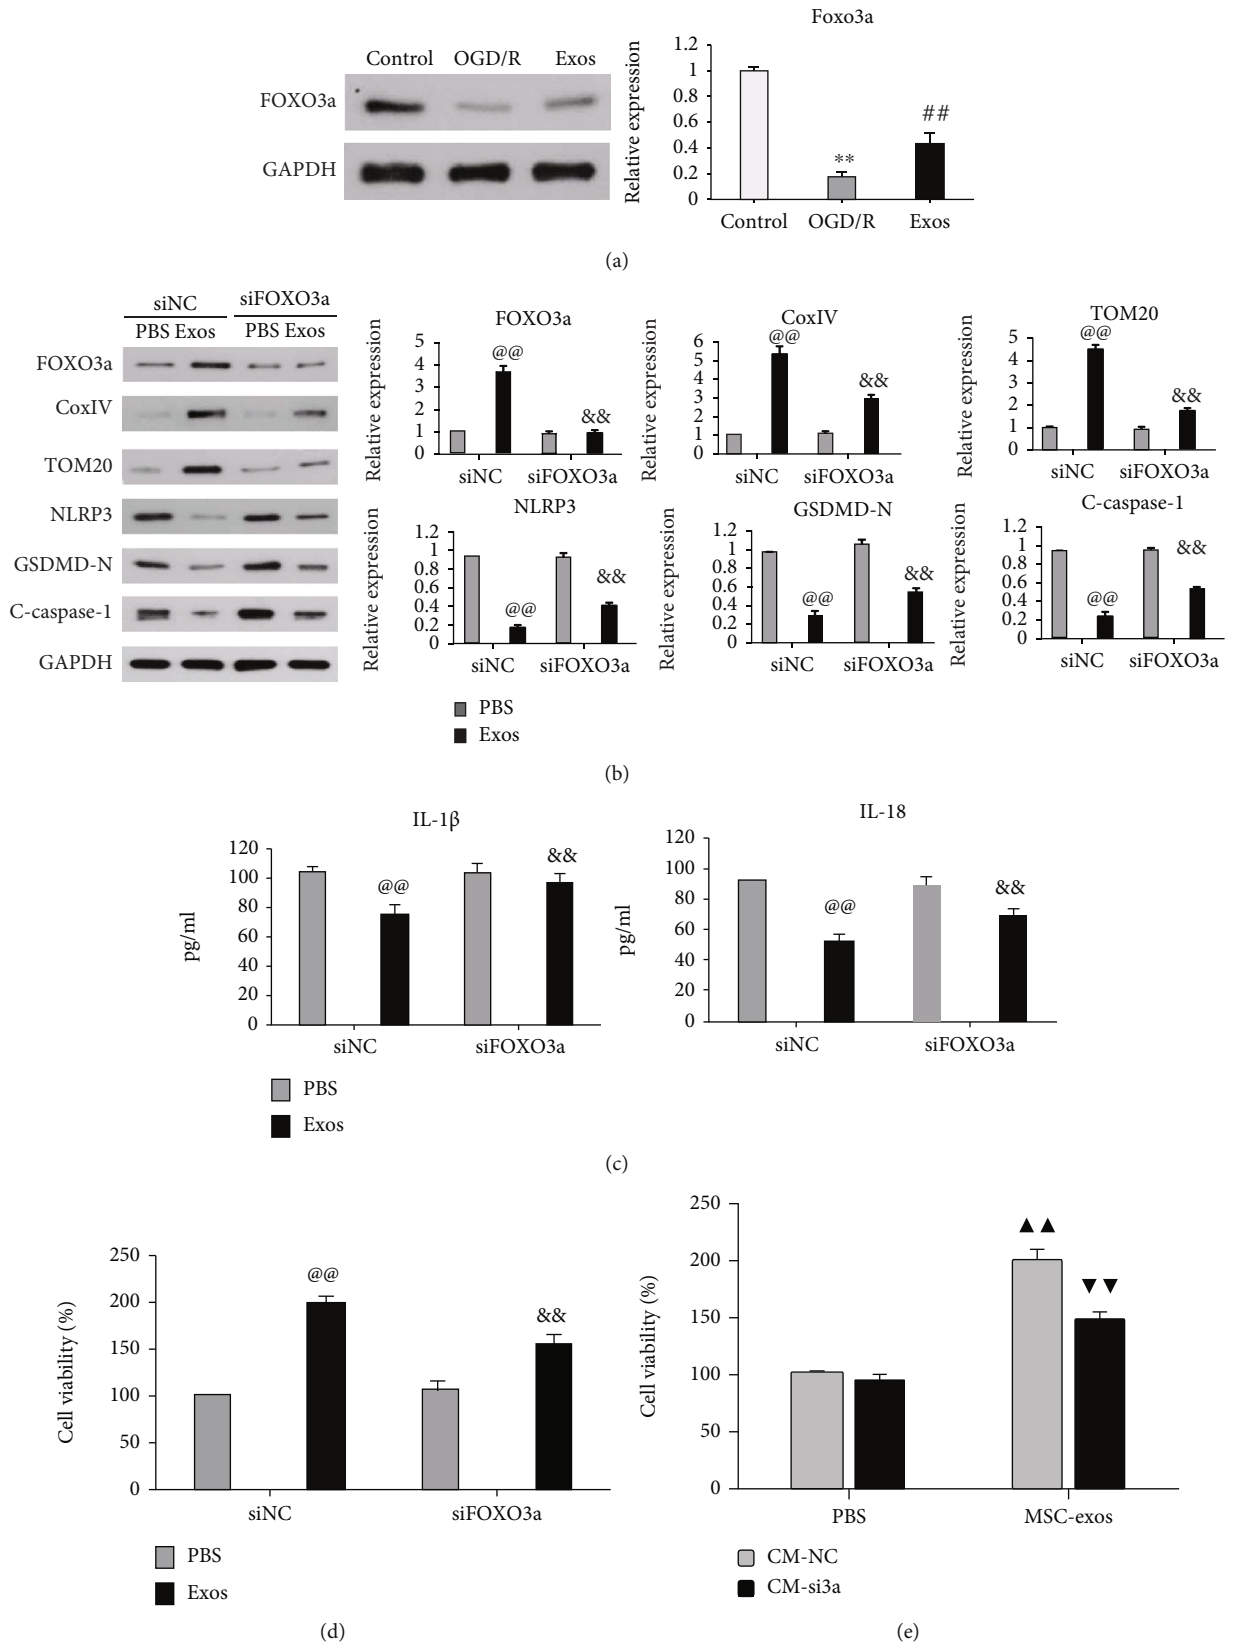 Foxo3a
Control OGD/R Exos
FOXO3a
GAPDH
Relative expression
1.2
1
0.8
0.6
0.4
0.2
0
**
##
Control OGD/R Exos
(a)
siNC siFOXO3a
PBS Exos PBS Exos
FOXO3a
CoxIV
TOM20
NLRP3
GSDMD-N
C-caspase-1
GAPDH
FOXO3a
Relative expression
5
4
3
2
1
0
@@
&&
siNC siFOXO3a
CoxIV
Relative expression
6
5
4
3
2
1
0
@@
&&
siNC siFOXO3a
TOM20
Relative expression
5
4
3
2
1
0
@@
&&
siNC siFOXO3a
NLRP3
Relative expression
1.2
1
0.8
0.6
0.4
0.2
0
@@
&&
siNC siFOXO3a
GSDMD-N
Relative expression
1.2
1
0.8
0.6
0.4
0.2
0
@@
&&
siNC siFOXO3a
C-caspase-1
Relative expression
1.2
1
0.8
0.6
0.4
0.2
0
@@
&&
siNC siFOXO3a
PBS
Exos
(b)
IL-1β
pg/ml
120
100
80
60
40
20
0
@@
&&
siNC siFOXO3a
IL-18
pg/ml
120
100
80
60
40
20
0
@@
&&
siNC siFOXO3a
PBS
Exos
(c)
Cell viability (%)
250
200
150
100
50
0
@@
&&
siNC siFOXO3a
PBS
Exos
(d)
Cell viability (%)
250
200
150
100
50
0
▲▲
▼▼
PBS MSC-exos
CM-NC
CM-si3a
(e)